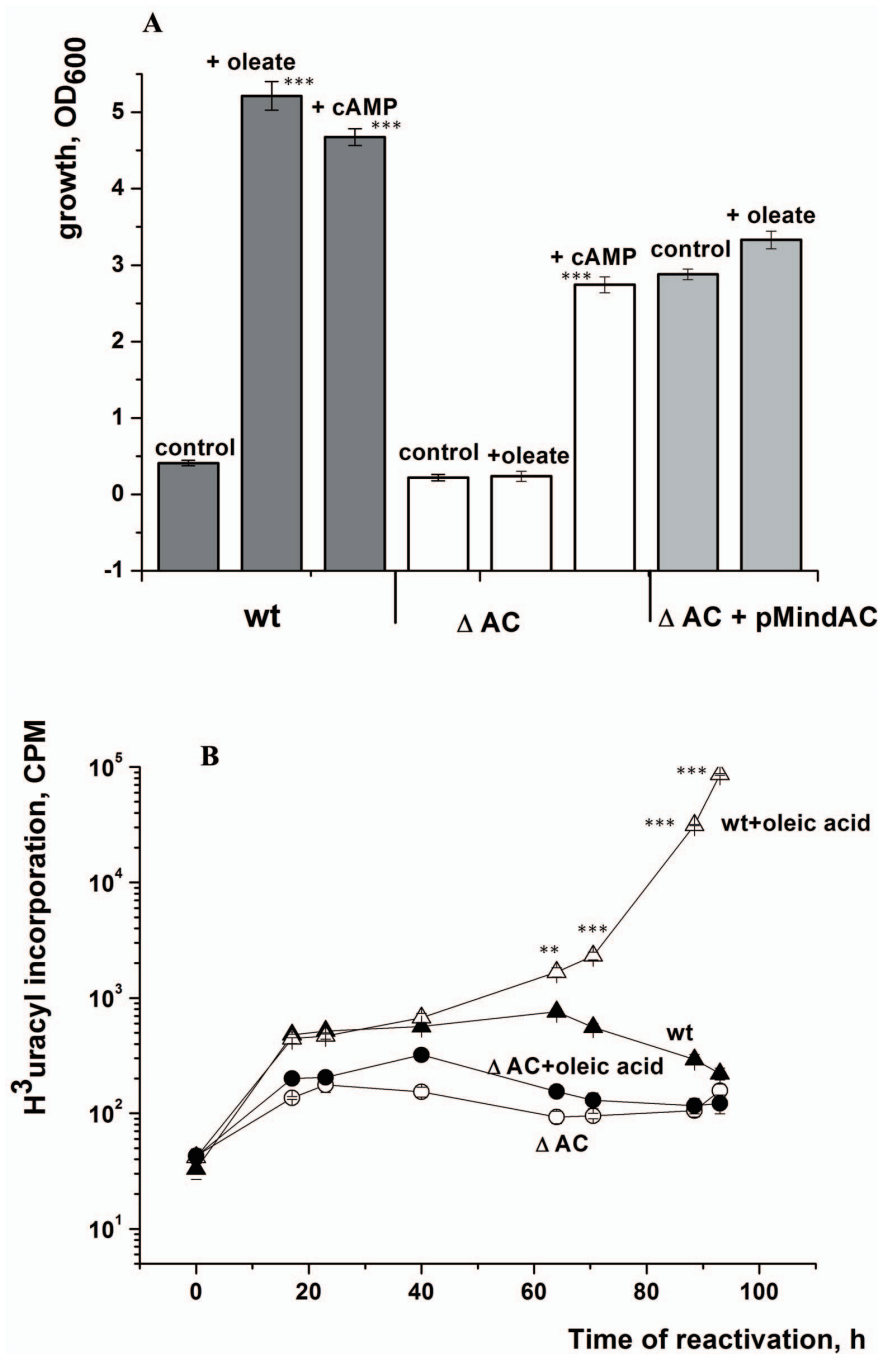 A
growth, OD600
5
4
3
2
1
0
-1
+ oleate
***
+ cAMP
***
control
control
+oleate
+ cAMP
***
control
+ oleate
wt
Δ AC
Δ AC + pMindAC
B
H3uracyl incorporation, CPM
10^5
10^4
10^3
10^2
10^1
***
***
wt+oleic acid
***
**
wt
Δ AC+oleic acid
Δ AC
0 20 40 60 80 100
Time of reactivation, h